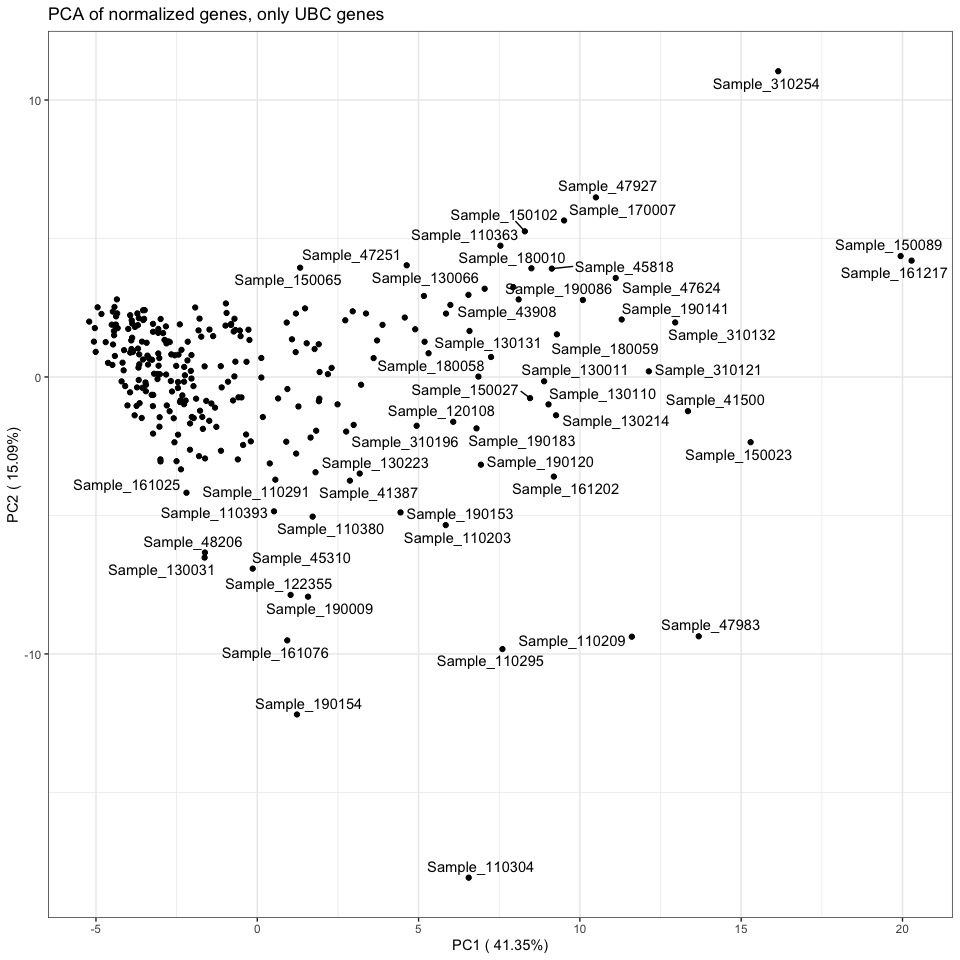 PCA of normalized genes, only UBC genes
Sample_310254
10
Sample_47927
Sample_170007
Sample_150102
Sample_110363
Sample_150089
Sample_47251
Sample_180010
Sample_45818
Sample_161217
Sample_150065
Sample_130066
Sample_190086
Sample_47624
Sample_43908
Sample_190141
Sample_310132
Sample_130131
Sample_180059
Sample_180058
Sample_130011
Sample_310121
0
Sample_150027
Sample_130110
Sample_41500
Sample_120108
Sample_130214
Sample_310196
Sample_190183
Sample_150023
Sample_130223
Sample_190120
Sample_161025
Sample_110291
Sample_41387
Sample_161202
Sample_110393
Sample_190153
Sample_110380
Sample_110203
Sample_48206
Sample_45310
Sample_130031
Sample_122355
Sample_190009
Sample_47983
Sample_110209
Sample_161076
-10
Sample_110295
Sample_190154
Sample_110304
PC2 ( 15.09%)
-5
0
5
10
15
20
PC1 ( 41.35%)